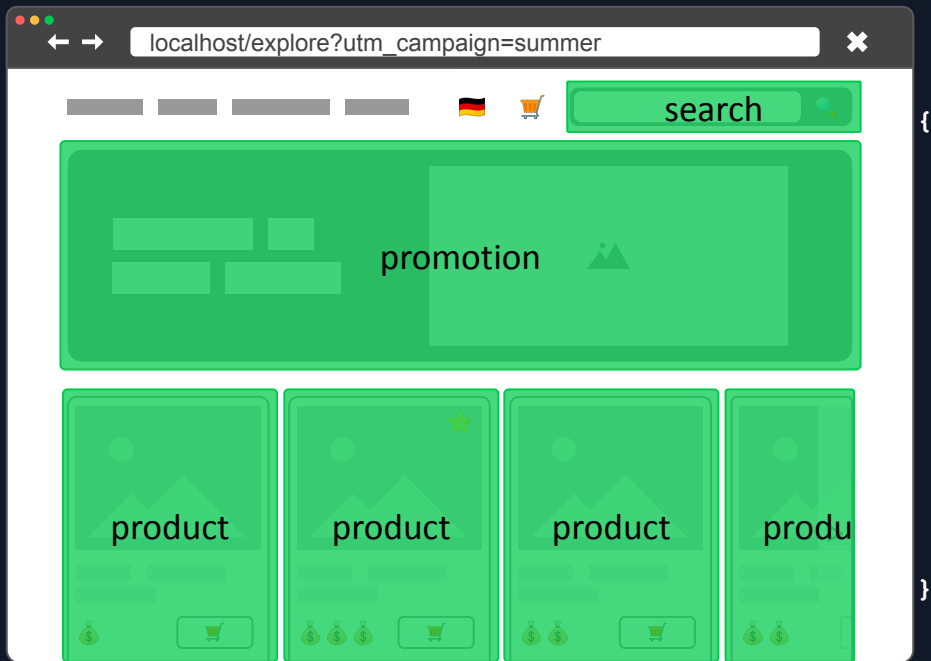 localhost/explore?utm_campaign=summer
search
{
promotion
product product product produ
}